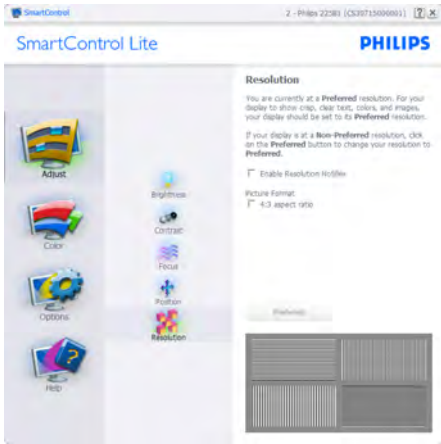 SmartControl
2 - Philips 225B1 (CS39715000001)
SmartControl Lite
PHILIPS
Resolution
You are currently at a Preferred resolution. For your
display to show crisp, clear text, colors, and images,
your display should be set to its Preferred resolution.
If your display is at a Non-Preferred resolution, click
on the Preferred button to change your resolution to
Preferred.
Enable Resolution Notifier
Picture Format
4:3 aspect ratio
Preferred
Adjust
Color
Options
Help
Brightness
Contrast
Focus
Position
Resolution